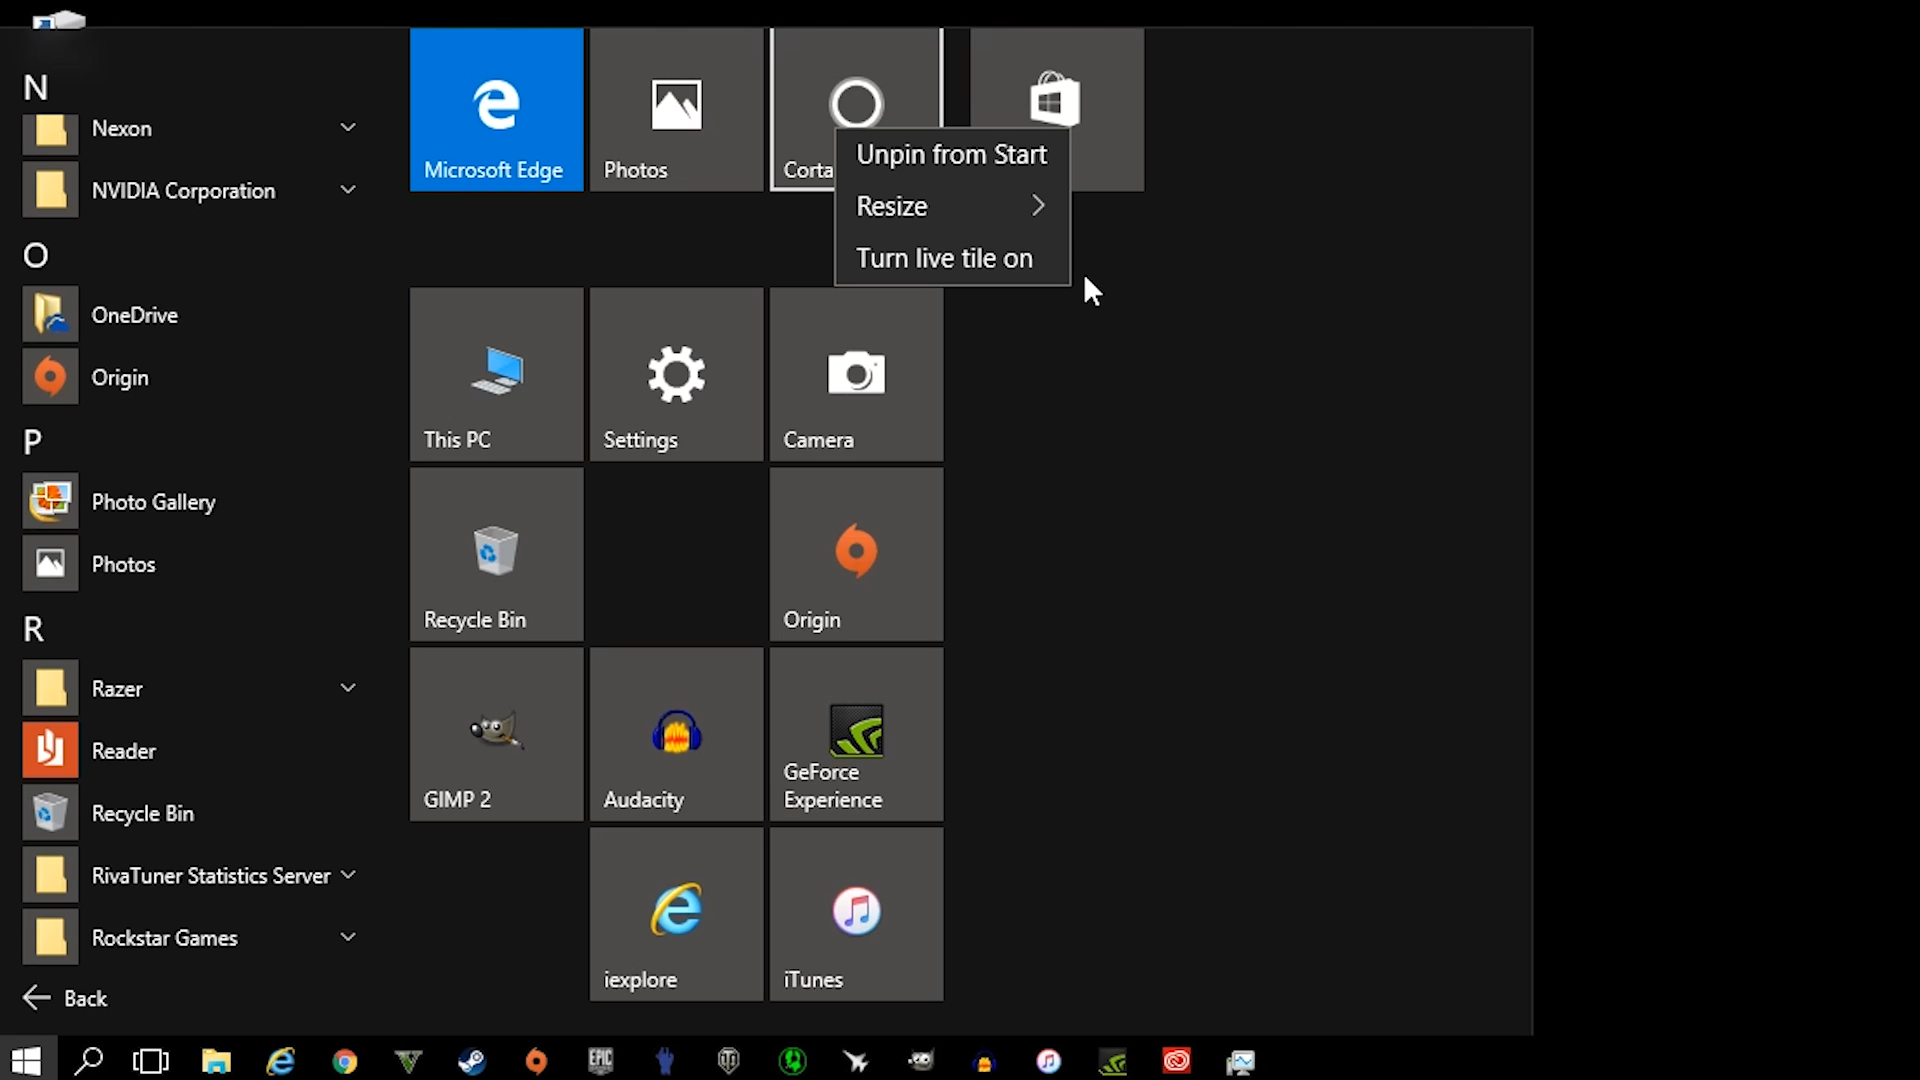 N
Nexon
NVIDIA Corporation
O
OneDrive
Origin
P
Photo Gallery
Photos
R
Razer
Reader
Recycle Bin
RivaTuner Statistics Server
Rockstar Games
Back
Microsoft Edge
Photos
Corta
Unpin from Start
Resize
Turn live tile on
This PC
Settings
Camera
Recycle Bin
Origin
GIMP 2
Audacity
GeForce
Experience
iexplore
iTunes
EPIC